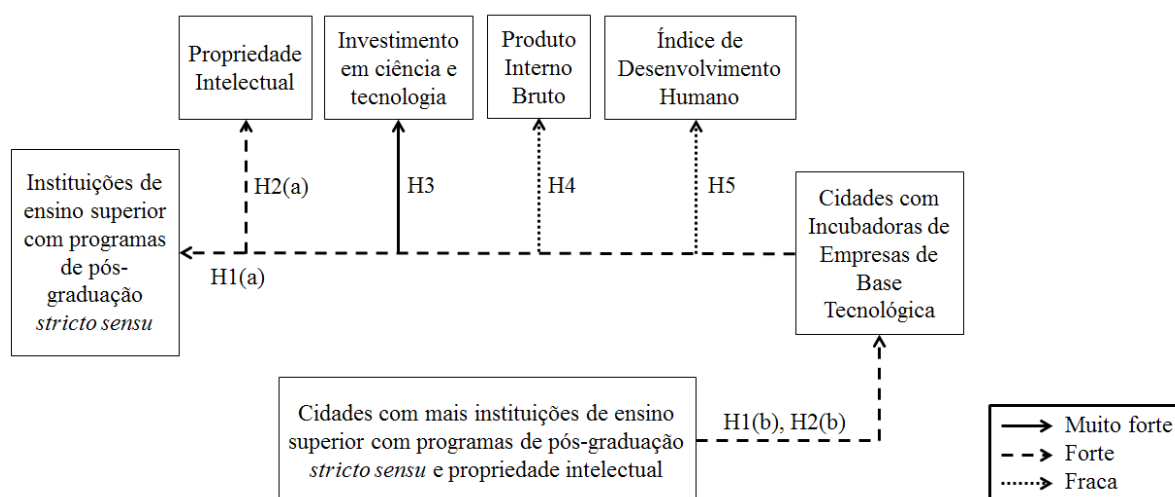 Propriedade
Intelectual
Investimento
em ciência e
tecnologia
Produto
Interno
Bruto
Índice de
Desenvolvimento
Humano
Instituições de
ensino superior
com programas
de pós-
graduação
stricto sensu
H2(a)
H3
H4
H5
H1(a)
Cidades com
Incubadoras de
Empresas de
Base
Tecnológica
Cidades com mais instituições de ensino
superior com programas de pós-graduação
stricto sensu e propriedade intelectual
H1(b), H2(b)
Muito forte
Forte
Fraca